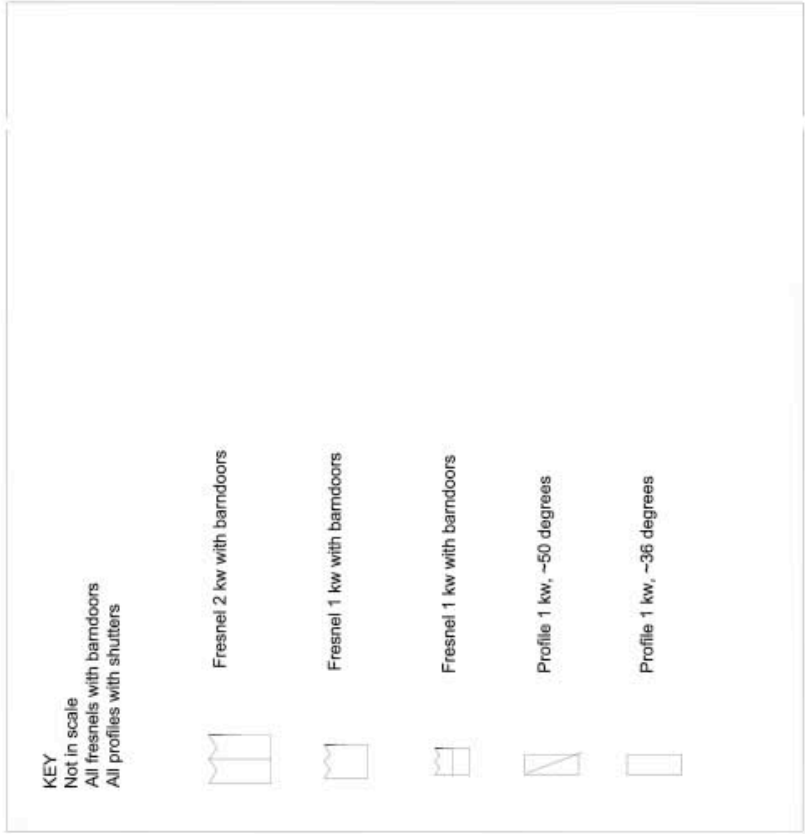 KEY
Not in scale
All fresnels with barndoors
All profiles with shutters
Fresnel 2 kw with barndoors
Fresnel 1 kw with barndoors
Fresnel 1 kw with barndoors
Profile 1 kw, ~50 degrees
Profile 1 kw, ~36 degrees